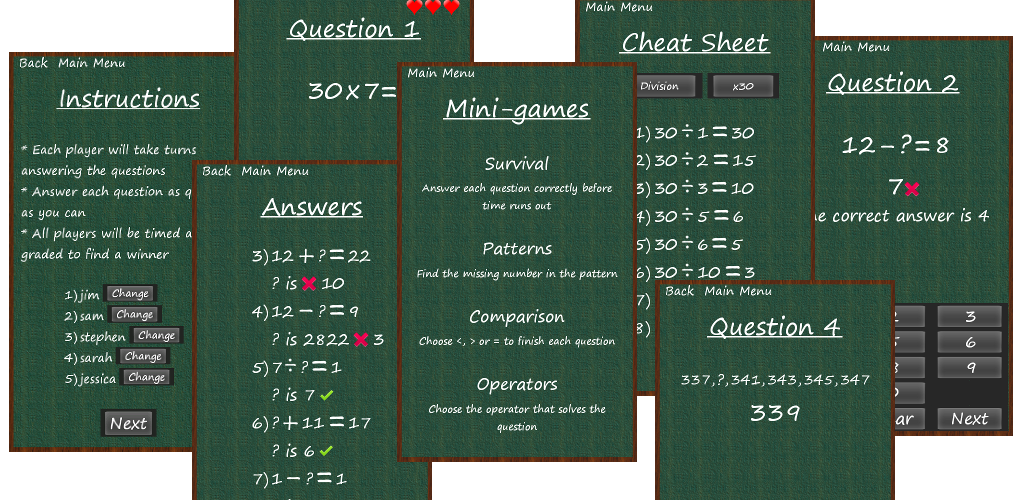 Back Main Menu
Instructions
* Each player will take turns
answering the questions
* Answer each question as q
as you can
* All players will be timed a
graded to find a winner
1) jim Change
2) sam Change
3) stephen Change
4) sarah Change
5) jessica Change
Next
Question 1
30x7=
Back Main Menu
Answers
3) 12 + ? = 22
? is ✖ 10
4) 12 - ? = 9
? is 2822 ✖ 3
5) 7 ÷ ? = 1
? is 7 ✓
6) ? + 11 = 17
? is 6 ✓
7) 1 - ? = 1
Main Menu
Mini-games
Survival
Answer each question correctly before
time runs out
Patterns
Find the missing number in the pattern
Comparison
Choose <, > or = to finish each question
Operators
Choose the operator that solves the
question
Main Menu
Cheat Sheet
Division x30
1) 30 ÷ 1 = 30
2) 30 ÷ 2 = 15
3) 30 ÷ 3 = 10
4) 30 ÷ 5 = 6
5) 30 ÷ 6 = 5
6) 30 ÷ 10 = 3
7)
8)
Back Main Menu
Question 4
337,?,341,343,345,347
339
Main Menu
Question 2
12-?=8
7✖
e correct answer is 4
3
6
9
ar Next